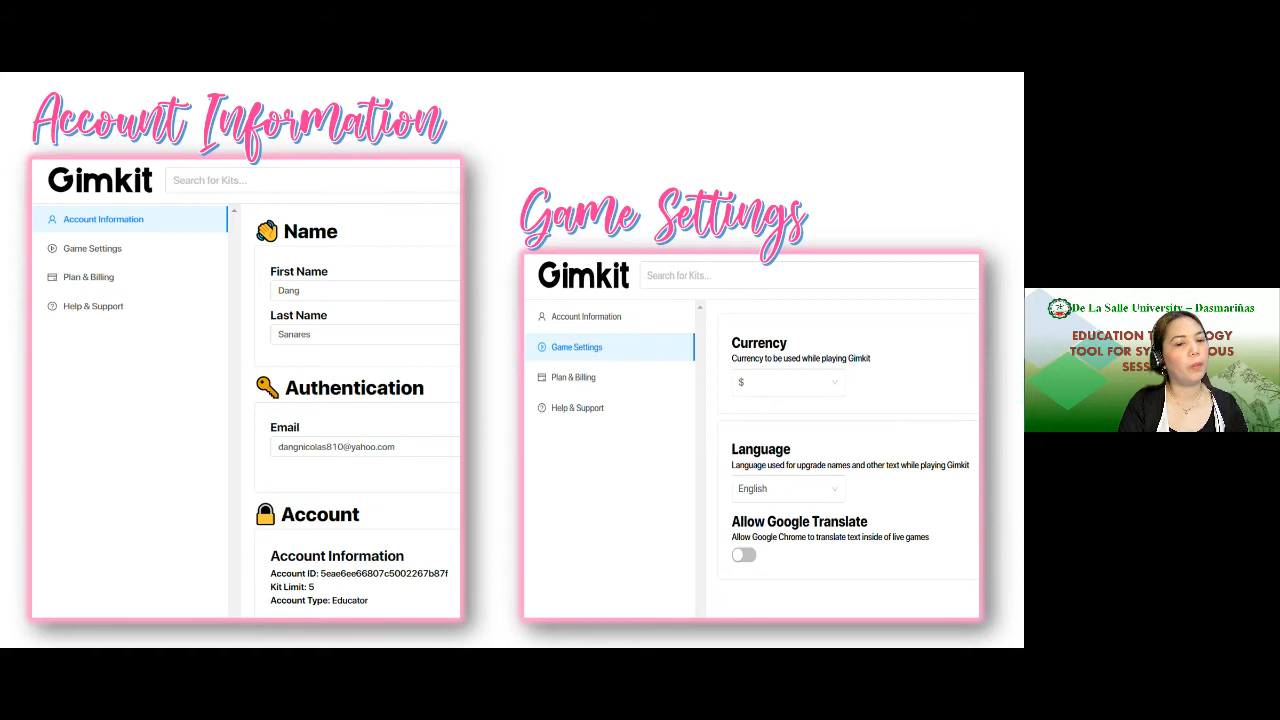 Account Information
Gimkit
Search for Kits...
Account Information
Game Settings
Plan & Billing
Help & Support
Name
First Name
Dang
Last Name
Sanares
Authentication
Email
dangnicolas810@yahoo.com
Account
Account Information
Account ID: 5eae6ee66807c5002267b87f
Kit Limit: 5
Account Type: Educator
Game Settings
Gimkit
Search for Kits...
Account Information
Game Settings
Plan & Billing
Help & Support
Currency
Currency to be used while playing Gimkit
$
Language
Language used for upgrade names and other text while playing Gimkit
English
Allow Google Translate
Allow Google Chrome to translate text inside of live games
De La Salle University – Dasmariñas
EDUCATION
TOOL FOR